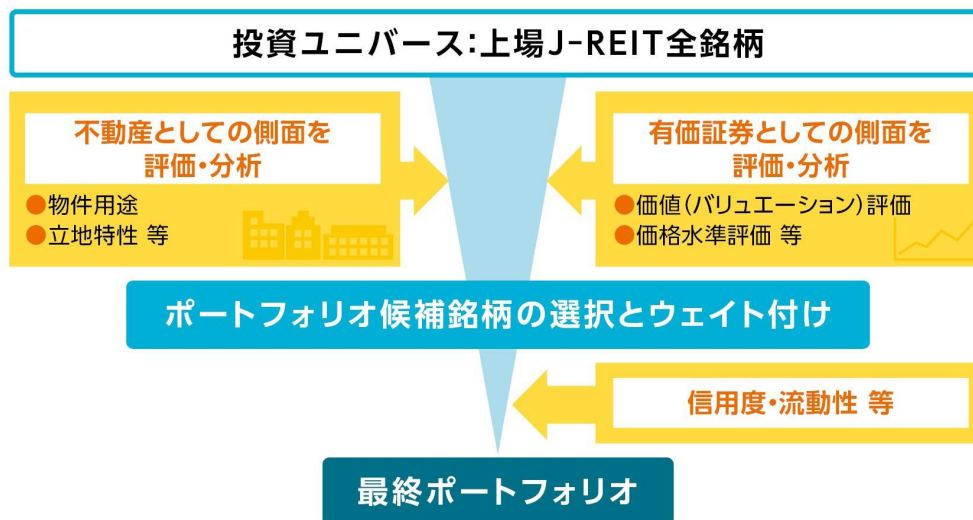 投資ユニバース:上場J-REIT全銘柄
不動産としての側面を
評価・分析
●物件用途
●立地特性 等
有価証券としての側面を
評価・分析
●価値(バリュエーション)評価
●価格水準評価 等
ポートフォリオ候補銘柄の選択とウェイト付け
信用度・流動性 等
最終ポートフォリオ